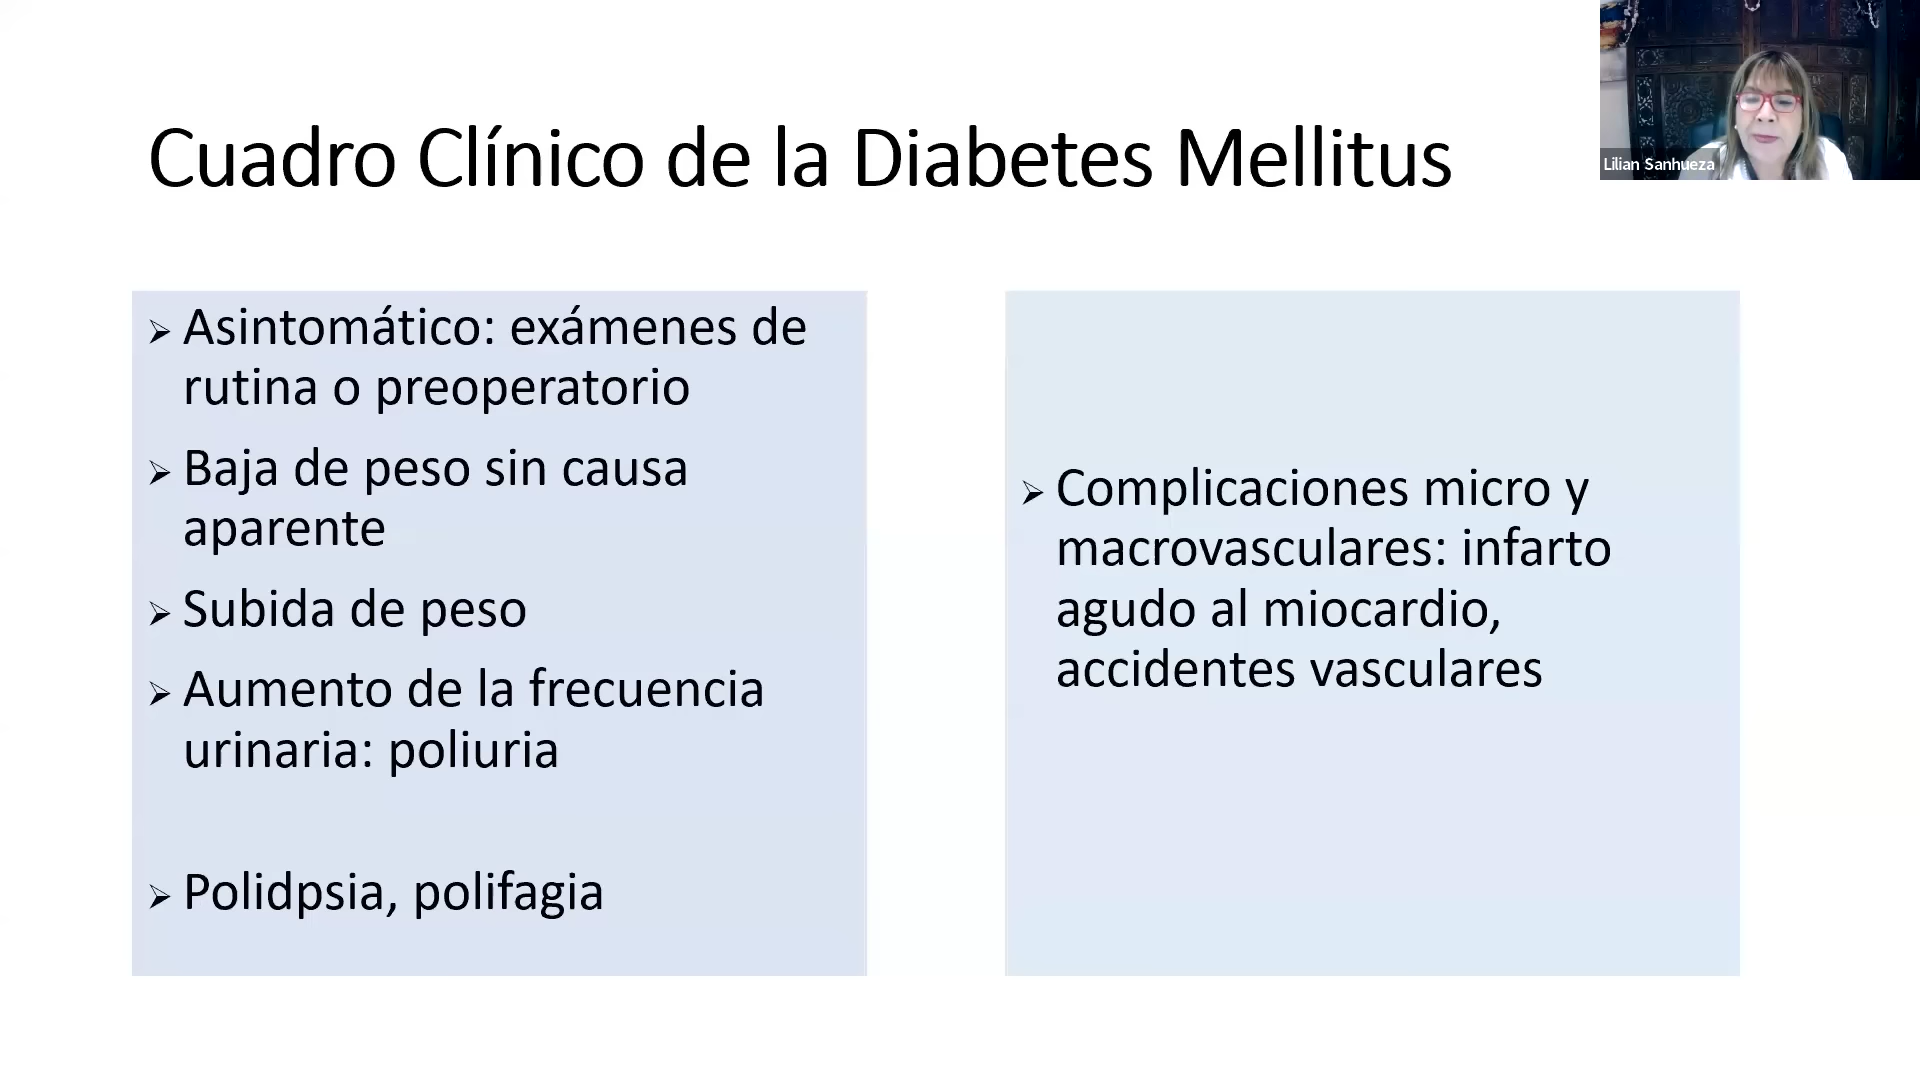 Cuadro Clínico de la Diabetes Mellitus
Lilian Sanhueza
➢ Asintomático: exámenes de
rutina o preoperatorio
➢ Baja de peso sin causa
aparente
➢ Subida de peso
➢ Aumento de la frecuencia
urinaria: poliuria
➢ Polidpsia, polifagia
➢ Complicaciones micro y
macrovasculares: infarto
agudo al miocardio,
accidentes vasculares